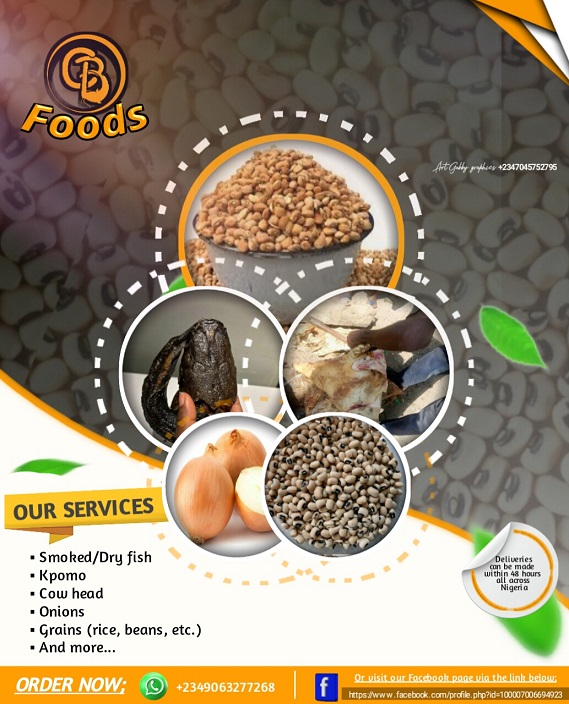 CB
Foods
Art Gabby graphics +2347045752795
OUR SERVICES
▪ Smoked/Dry fish
▪ Kpomo
▪ Cow head
▪ Onions
▪ Grains (rice, beans, etc.)
▪ And more...
Deliveries
can be made
within 48 hours
all across
Nigeria
ORDER NOW;
+2349063277268
Or visit our Facebook page via the link below:
https://www.facebook.com/profile.php?id=100007006694923